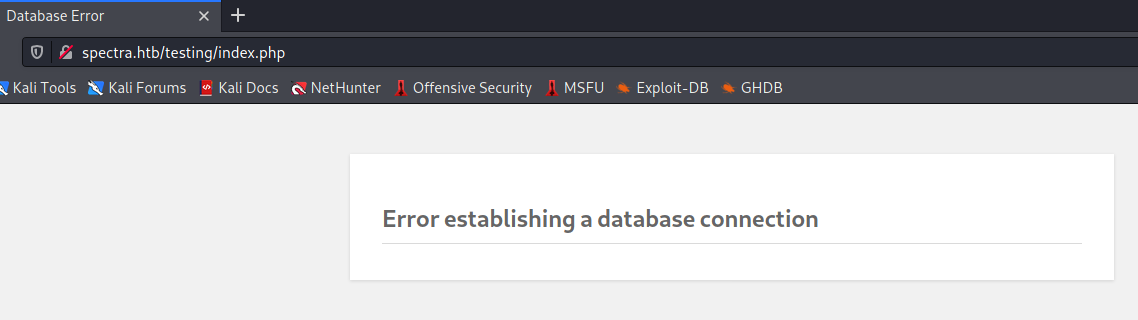 Database Error
spectra.htb/testing/index.php
Kali Tools Kali Forums Kali Docs NetHunter Offensive Security MSFU Exploit-DB GHDB
Error establishing a database connection